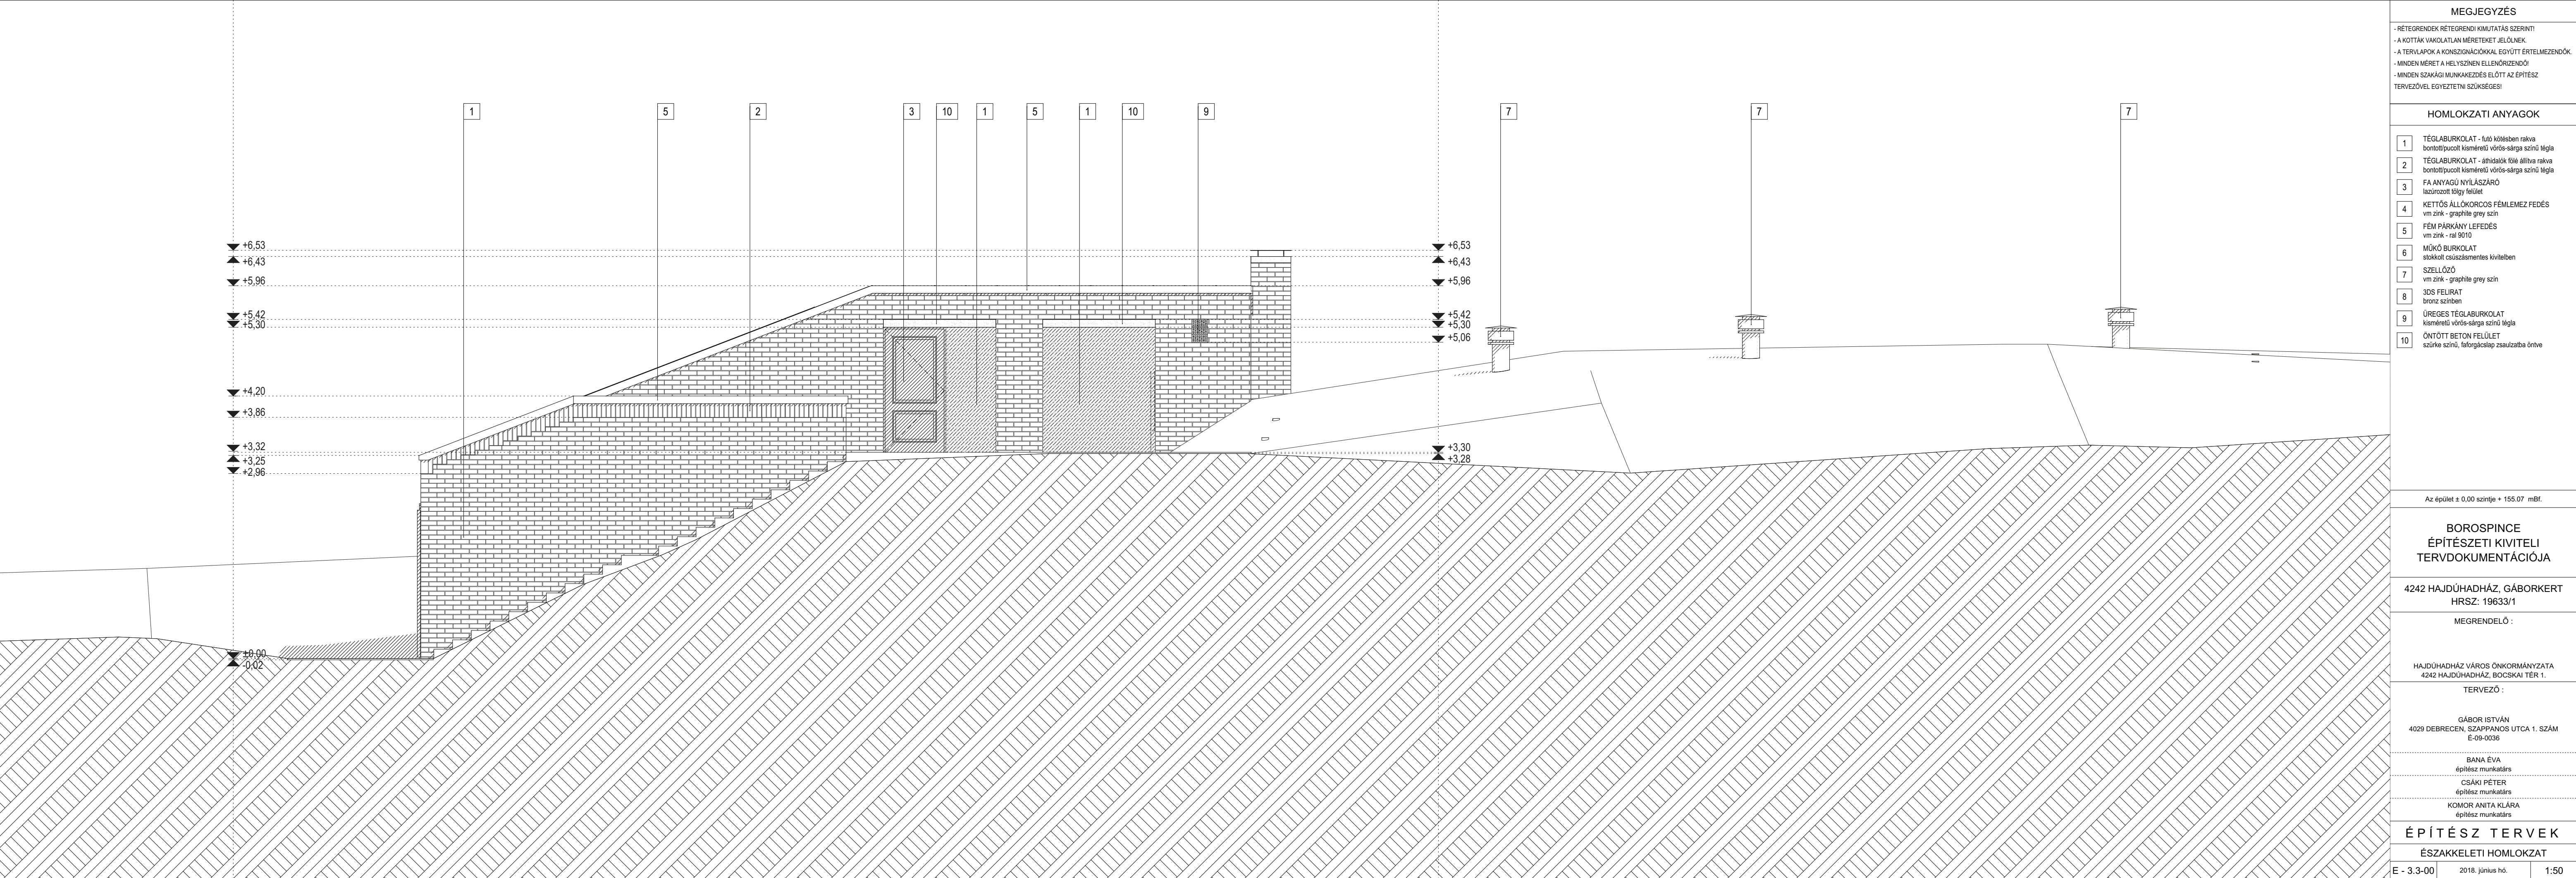 1
5
2
3
10
1
5
1
10
9
7
7
7
+6,53
+6,43
+5,96
+5,42
+5,30
+4,20
+3,86
+3,32
+3,25
+2,96
±0,00
-0,02
+6,53
+6,43
+5,96
+5,42
+5,30
+5,06
+3,30
+3,28
MEGJEGYZÉS
- RÉTEGRENDEK RÉTEGRENDI KIMUTATÁS SZERINT!
- A KOTTÁK VAKOLATLAN MÉRETEKET JELÖLNEK.
- A TERVLAPOK A KONSZIGNÁCIÓKKAL EGYÜTT ÉRTELMEZENDŐK.
- MINDEN MÉRET A HELYSZÍNEN ELLENŐRIZENDŐ!
- MINDEN SZAKÁGI MUNKAKEZDÉS ELŐTT AZ ÉPÍTÉSZ
TERVEZŐVEL EGYEZTETNI SZÜKSÉGES!
HOMLOKZATI ANYAGOK
1 TÉGLABURKOLAT - futó kötésben rakva
bontott/pucolt kisméretű vörös-sárga színű tégla
2 TÉGLABURKOLAT - áthidalók fölé állítva rakva
bontott/pucolt kisméretű vörös-sárga színű tégla
3 FA ANYAGÚ NYÍLÁSZÁRÓ
lazúrozott tölgy felület
4 KETTŐS ÁLLÓKORCOS FÉMLEMEZ FEDÉS
vm zink - graphite grey szín
5 FÉM PÁRKÁNY LEFEDÉS
vm zink - ral 9010
6 MŰKŐ BURKOLAT
stokkolt csúszásmentes kivitelben
7 SZELLŐZŐ
vm zink - graphite grey szín
8 3DS FELIRAT
bronz színben
9 ÜREGES TÉGLABURKOLAT
kisméretű vörös-sárga színű tégla
10 ÖNTÖTT BETON FELÜLET
szürke színű, faforgácslap zsaulzatba öntve
Az épület ± 0,00 szintje + 155.07 mBf.
BOROSPINCE
ÉPÍTÉSZETI KIVITELI
TERVDOKUMENTÁCIÓJA
4242 HAJDÚHADHÁZ, GÁBORKERT
HRSZ: 19633/1
MEGRENDELŐ :
HAJDÚHADHÁZ VÁROS ÖNKORMÁNYZATA
4242 HAJDÚHADHÁZ, BOCSKAI TÉR 1.
TERVEZŐ :
GÁBOR ISTVÁN
4029 DEBRECEN, SZAPPANOS UTCA 1. SZÁM
É-09-0036
BANA ÉVA
építész munkatárs
CSÁKI PÉTER
építész munkatárs
KOMOR ANITA KLÁRA
építész munkatárs
ÉPÍTÉSZ TERVEK
ÉSZAKKELETI HOMLOKZAT
E - 3.3-00 2018. június hó. 1:50